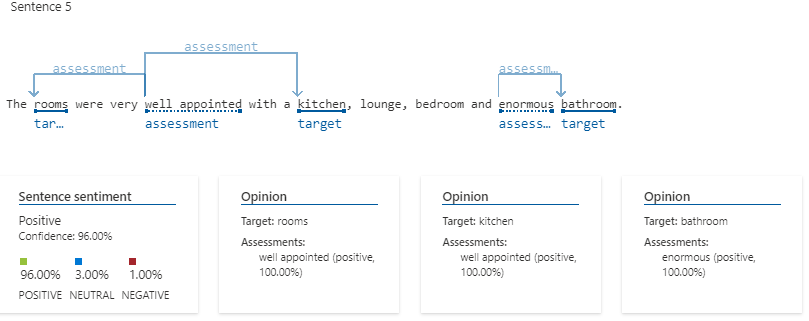 Sentence 5
assessment
assessment
assessm...
The rooms were very well appointed with a kitchen, lounge, bedroom and enormous bathroom.
tar... assessment target assess... target
Sentence sentiment
Positive
Confidence: 96.00%
96.00% 3.00% 1.00%
POSITIVE NEUTRAL NEGATIVE
Opinion
Target: rooms
Assessments:
well appointed (positive,
100.00%)
Opinion
Target: kitchen
Assessments:
well appointed (positive,
100.00%)
Opinion
Target: bathroom
Assessments:
enormous (positive,
100.00%)